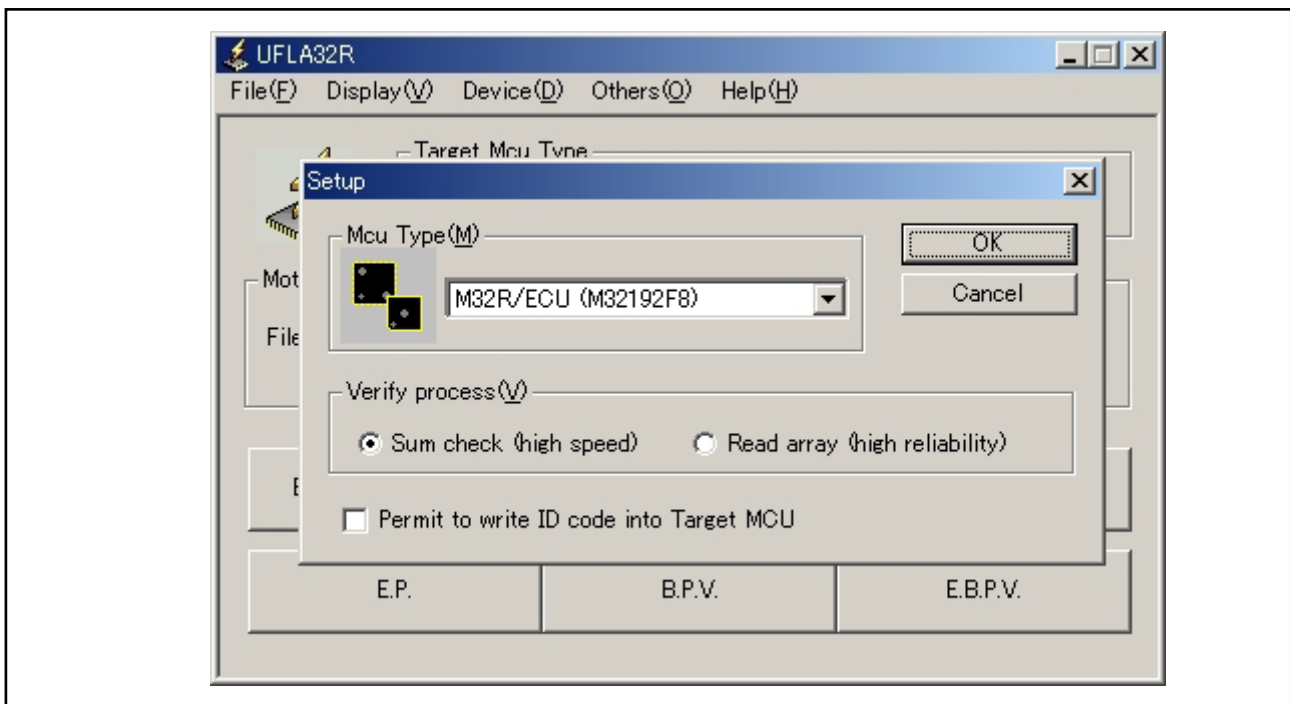 UFLA32R
File(F) Display(V) Device(D) Others(O) Help(H)
Target Mcu Type
Setup
Mcu Type(M)
OK
M32R/ECU (M32192F8)
Cancel
Mot
File
Verify process(V)
Sum check (high speed) Read array (high reliability)
Permit to write ID code into Target MCU
E.P. B.P.V. E.B.P.V.